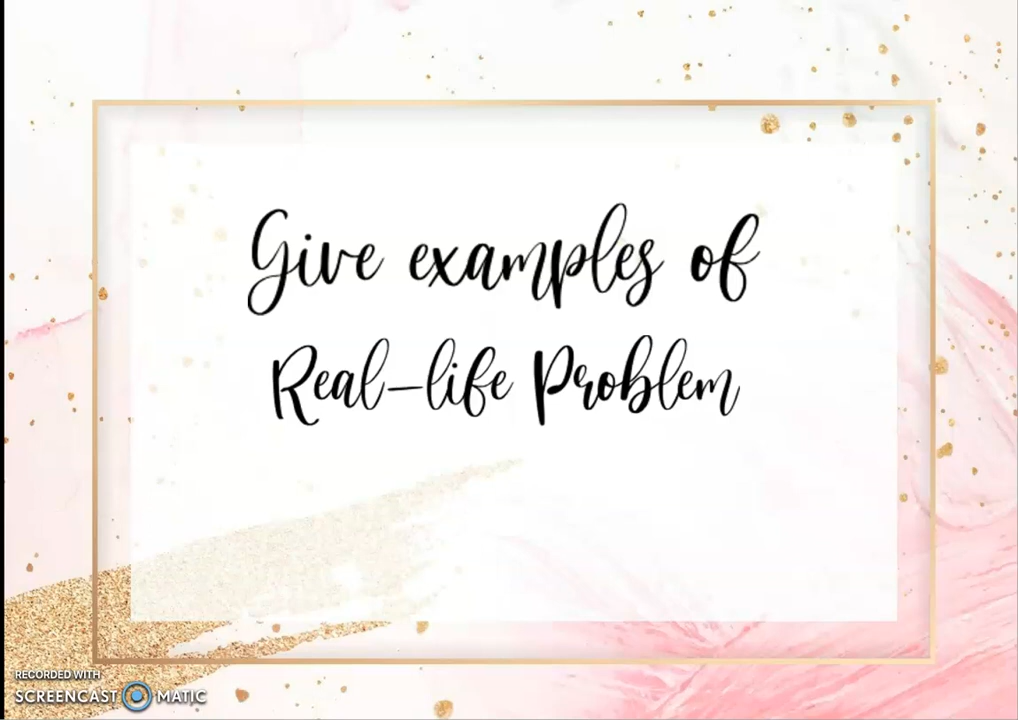 Give examples of
Real-life Problem
RECORDED WITH
SCREENCAST MATIC